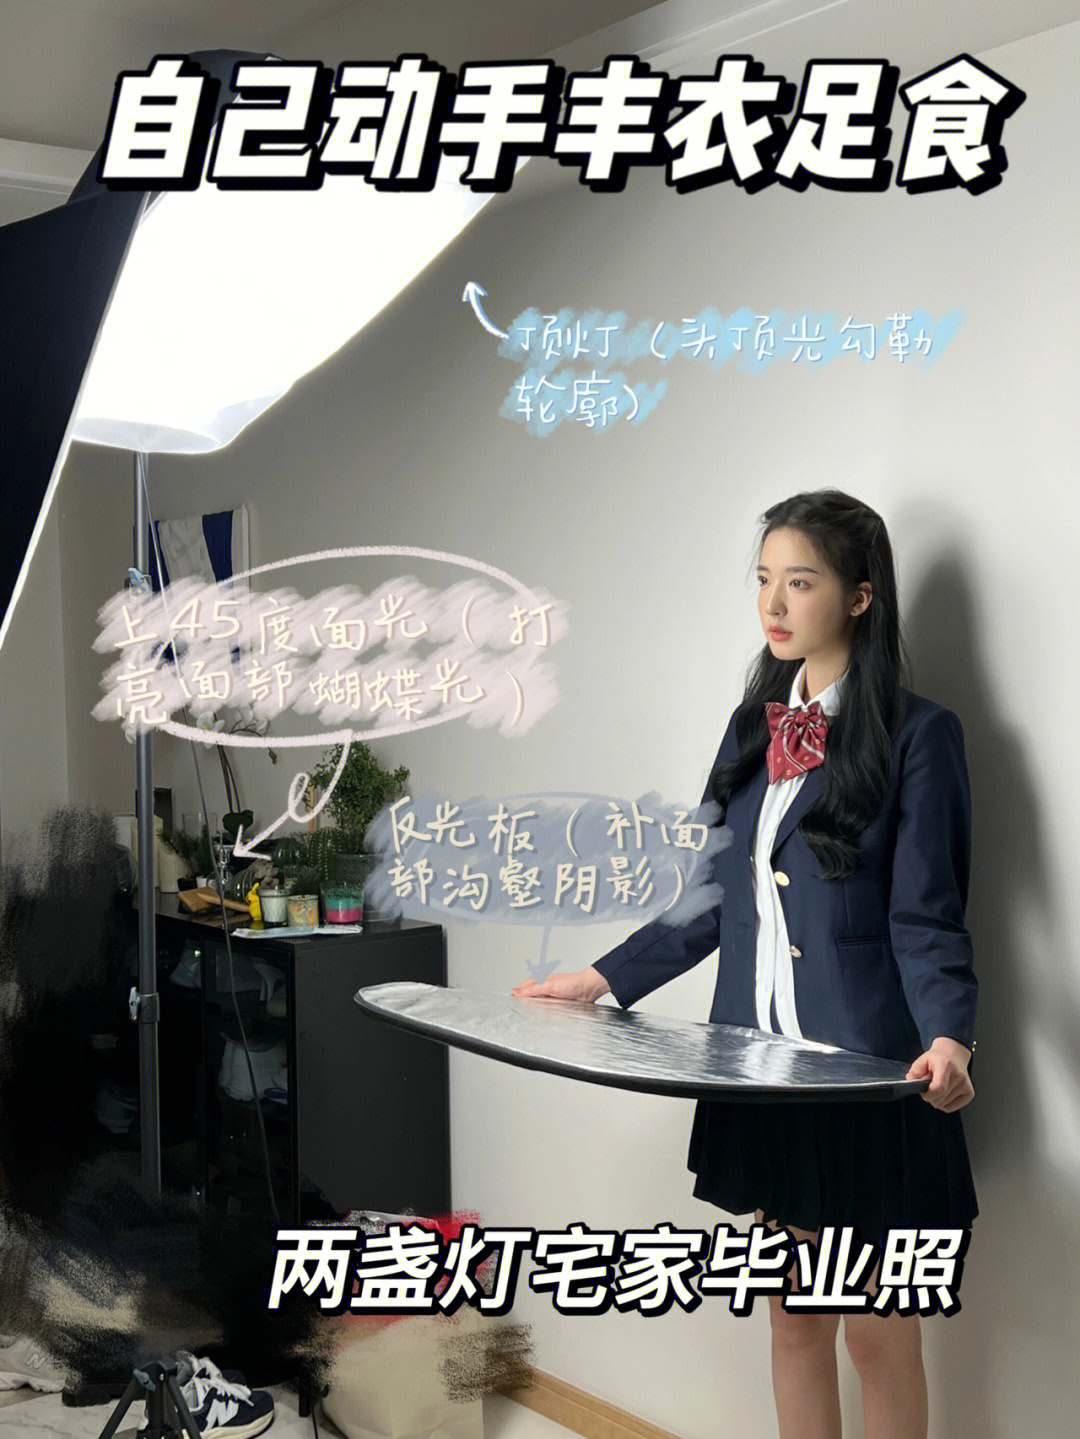 自己动手丰衣足食
顶灯（头顶光勾勒
轮廓）
上45度面光（打
亮面部蝴蝶光）
反光板（补面
部沟壑阴影）
两盏灯宅家毕业照
N